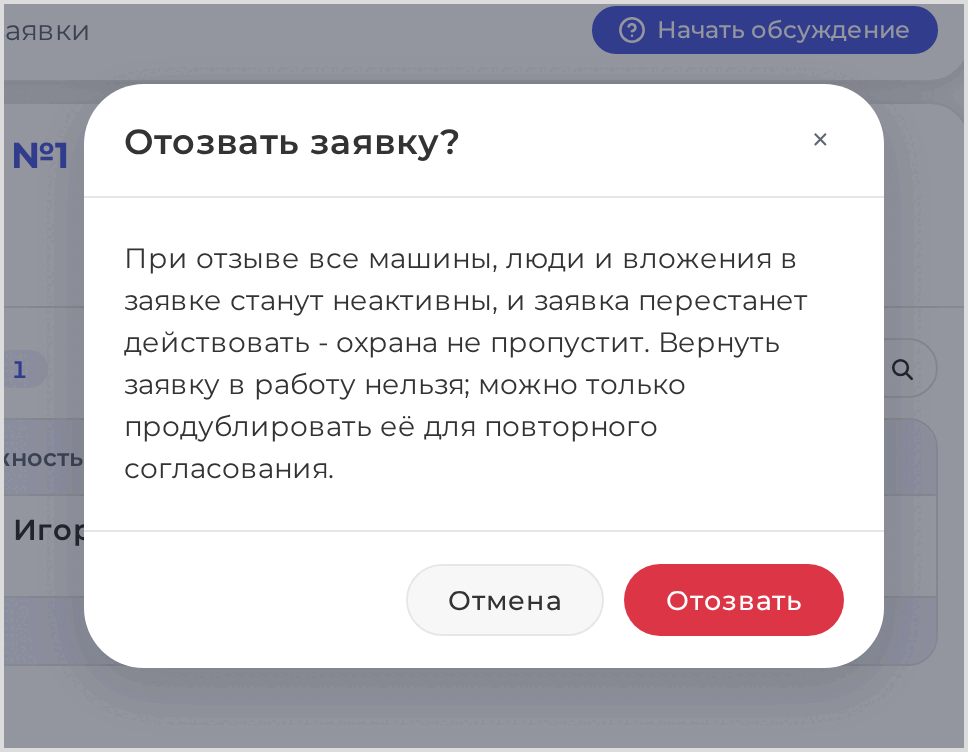 аявки
Начать обсуждение
№1
Отозвать заявку?
При отзыве все машины, люди и вложения в
заявке станут неактивны, и заявка перестанет
действовать - охрана не пропустит. Вернуть
заявку в работу нельзя; можно только
продублировать её для повторного
согласования.
1
жность
Игор
Отмена
Отозвать